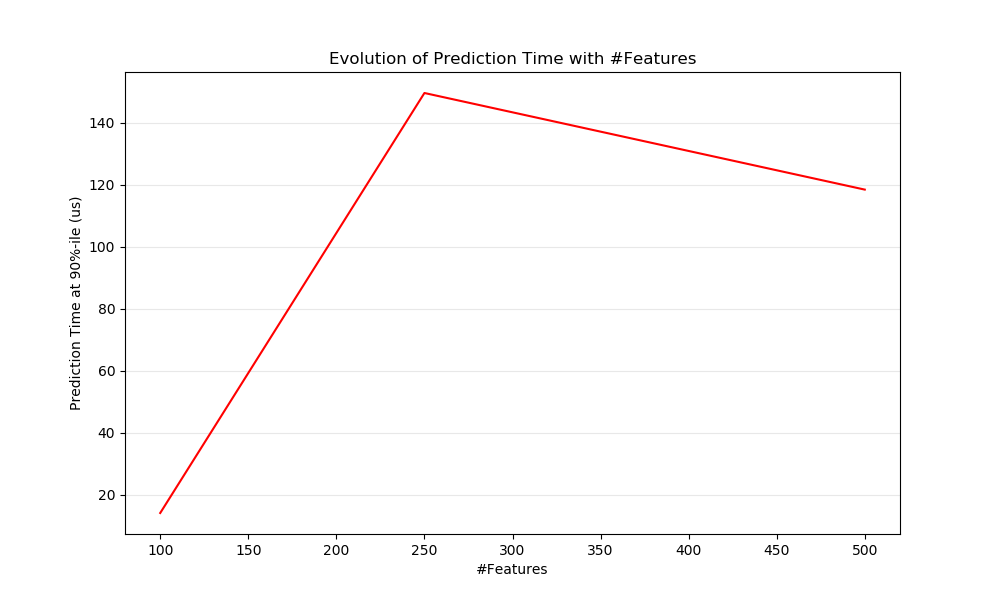 Evolution of Prediction Time with #Features
Prediction Time at 90%-ile (us)
140
120
100
80
60
40
20
100 150 200 250 300 350 400 450 500
#Features